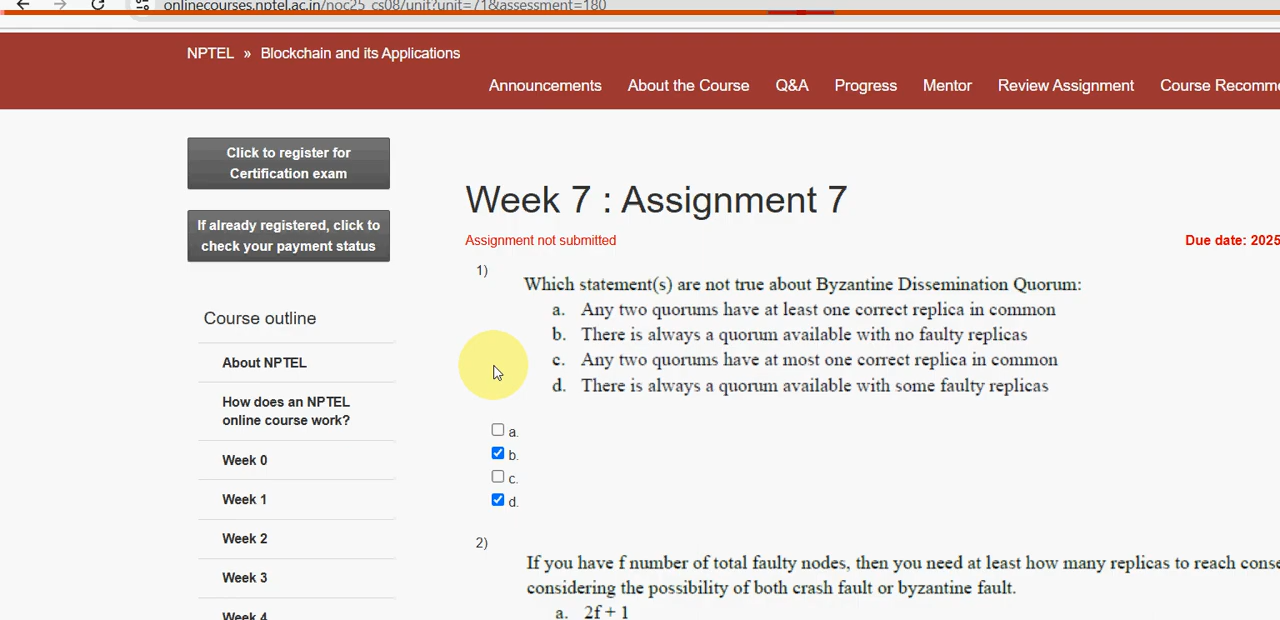 onlinecourses.nptel.ac.in/noc25_cs08/unit?unit=71&assessment=180
NPTEL » Blockchain and its Applications
Announcements About the Course Q&A Progress Mentor Review Assignment Course Recomm
Click to register for
Certification exam
If already registered, click to
check your payment status
Course outline
About NPTEL
How does an NPTEL
online course work?
Week 0
Week 1
Week 2
Week 3
Week 4
Week 7 : Assignment 7
Assignment not submitted
Due date: 2025
1)
Which statement(s) are not true about Byzantine Dissemination Quorum:
a. Any two quorums have at least one correct replica in common
b. There is always a quorum available with no faulty replicas
c. Any two quorums have at most one correct replica in common
d. There is always a quorum available with some faulty replicas
a.
b.
c.
d.
2)
If you have f number of total faulty nodes, then you need at least how many replicas to reach conse
considering the possibility of both crash fault or byzantine fault.
a. 2f + 1